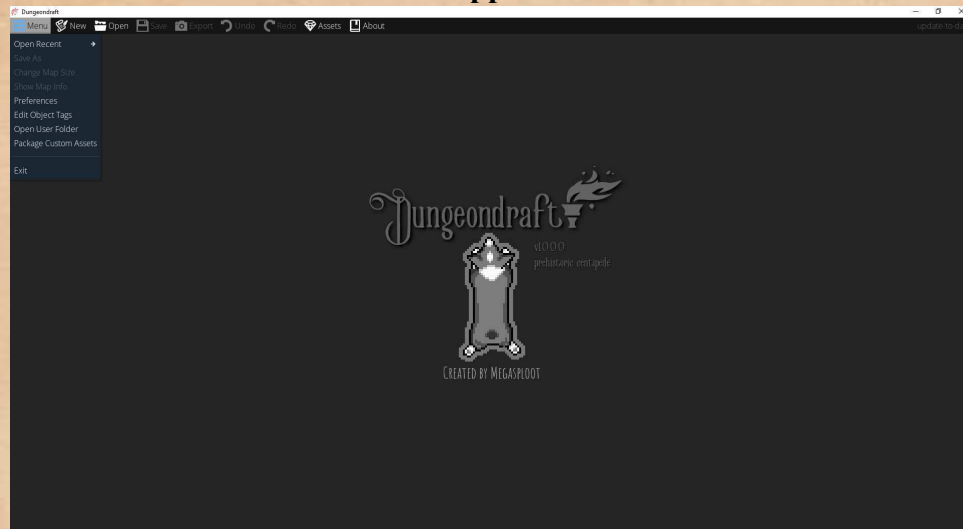 Dungeondraft
Menu New Open Save Export Undo Redo Assets About
Open Recent
Save As
Change Map Size
Show Map Info
Preferences
Edit Object Tags
Open User Folder
Package Custom Assets
Exit
Dungeondraft
v1.0.0.0
prehistoric centipede
CREATED BY MEGASPLOOT